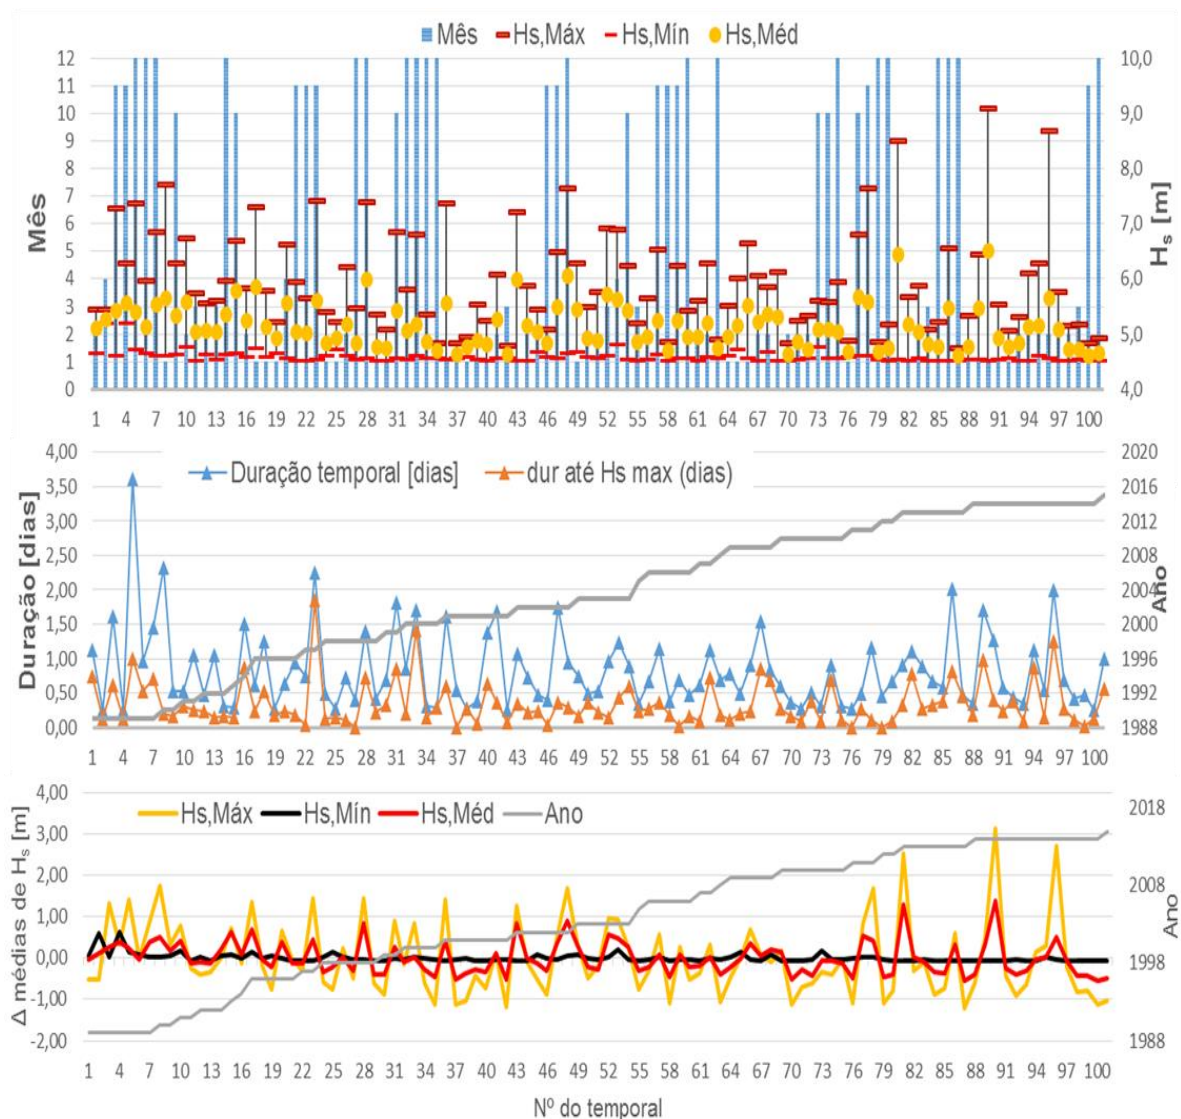 Mês Hs,Máx Hs,Mín Hs,Méd
12 10,0
11
10 9,0
9
8 8,0
7
6 7,0
5
4 6,0
3
2 5,0
1
0 4,0
Mês
Hs [m]
1 4 7 10 13 16 19 22 25 28 31 34 37 40 43 46 49 52 55 58 61 64 67 70 73 76 79 82 85 88 91 94 97 100
4,00 2020
Duração temporal [dias] dur até Hs max (dias)
3,50 2016
3,00 2012
2,50 2008
2,00 2004
1,50 2000
1,00 1996
0,50 1992
0,00 1988
Duração [dias]
Ano
1 4 7 10 13 16 19 22 25 28 31 34 37 40 43 46 49 52 55 58 61 64 67 70 73 76 79 82 85 88 91 94 97 100
4,00 2018
Hs,Máx Hs,Mín Hs,Méd Ano
3,00
2,00 2008
1,00
0,00 1998
-1,00
-2,00 1988
Δ médias de Hs [m]
Ano
1 4 7 10 13 16 19 22 25 28 31 34 37 40 43 46 49 52 55 58 61 64 67 70 73 76 79 82 85 88 91 94 97 100
Nº do temporal